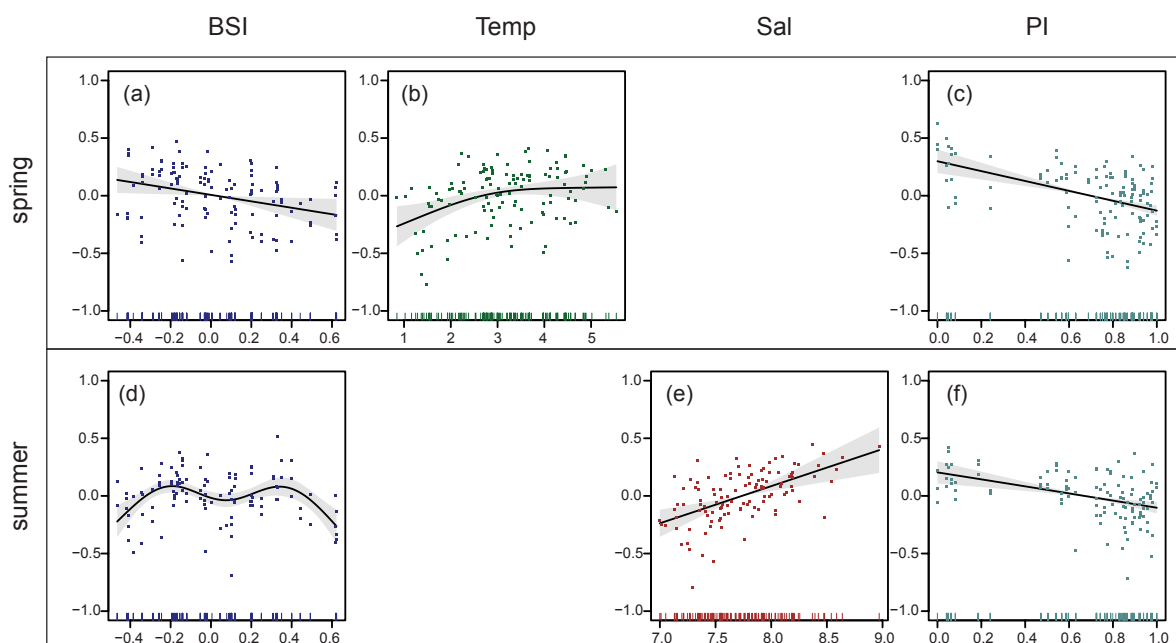 BSI Temp Sal PI
spring
(a) (b) (c)
1.0 1.0 1.0
0.5 0.5 0.5
0.0 0.0 0.0
−0.5 −0.5 −0.5
−1.0 −1.0 −1.0
−0.4 −0.2 0.0 0.2 0.4 0.6 1 2 3 4 5 0.0 0.2 0.4 0.6 0.8 1.0
summer
(d) (e) (f)
1.0 1.0 1.0
0.5 0.5 0.5
0.0 0.0 0.0
−0.5 −0.5 −0.5
−1.0 −1.0 −1.0
−0.4 −0.2 0.0 0.2 0.4 0.6 7.0 7.5 8.0 8.5 9.0 0.0 0.2 0.4 0.6 0.8 1.0